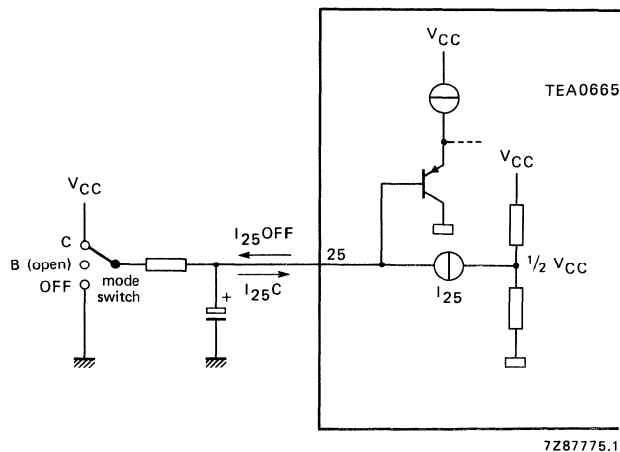 VCC
TEA0665
VCC
VCC
C
B (open)
OFF
mode
switch
I25OFF
I25C
+
25
I25
1/2 VCC
7Z87775.1